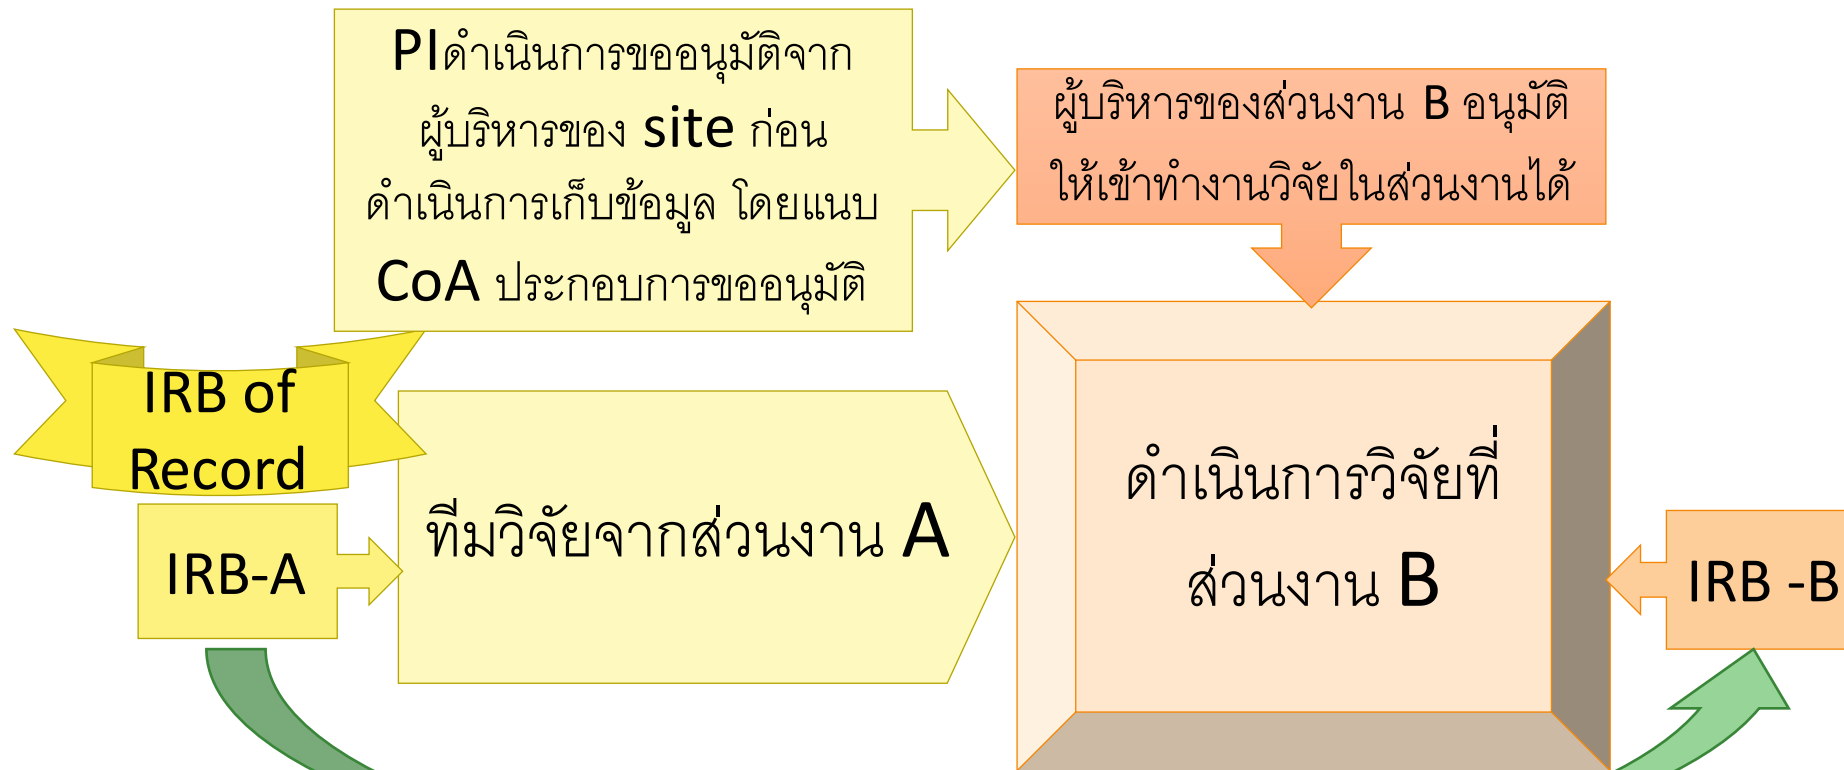 PIดำเนินการขออนุมัติจาก
ผู้บริหารของ site ก่อน
ดำเนินการเก็บข้อมูล โดยแนบ
CoA ประกอบการขออนุมัติ
ผู้บริหารของส่วนงาน B อนุมัติ
ให้เข้าทำงานวิจัยในส่วนงานได้
IRB of
Record
IRB-A
ทีมวิจัยจากส่วนงาน A
ดำเนินการวิจัยที่
ส่วนงาน B
IRB -B